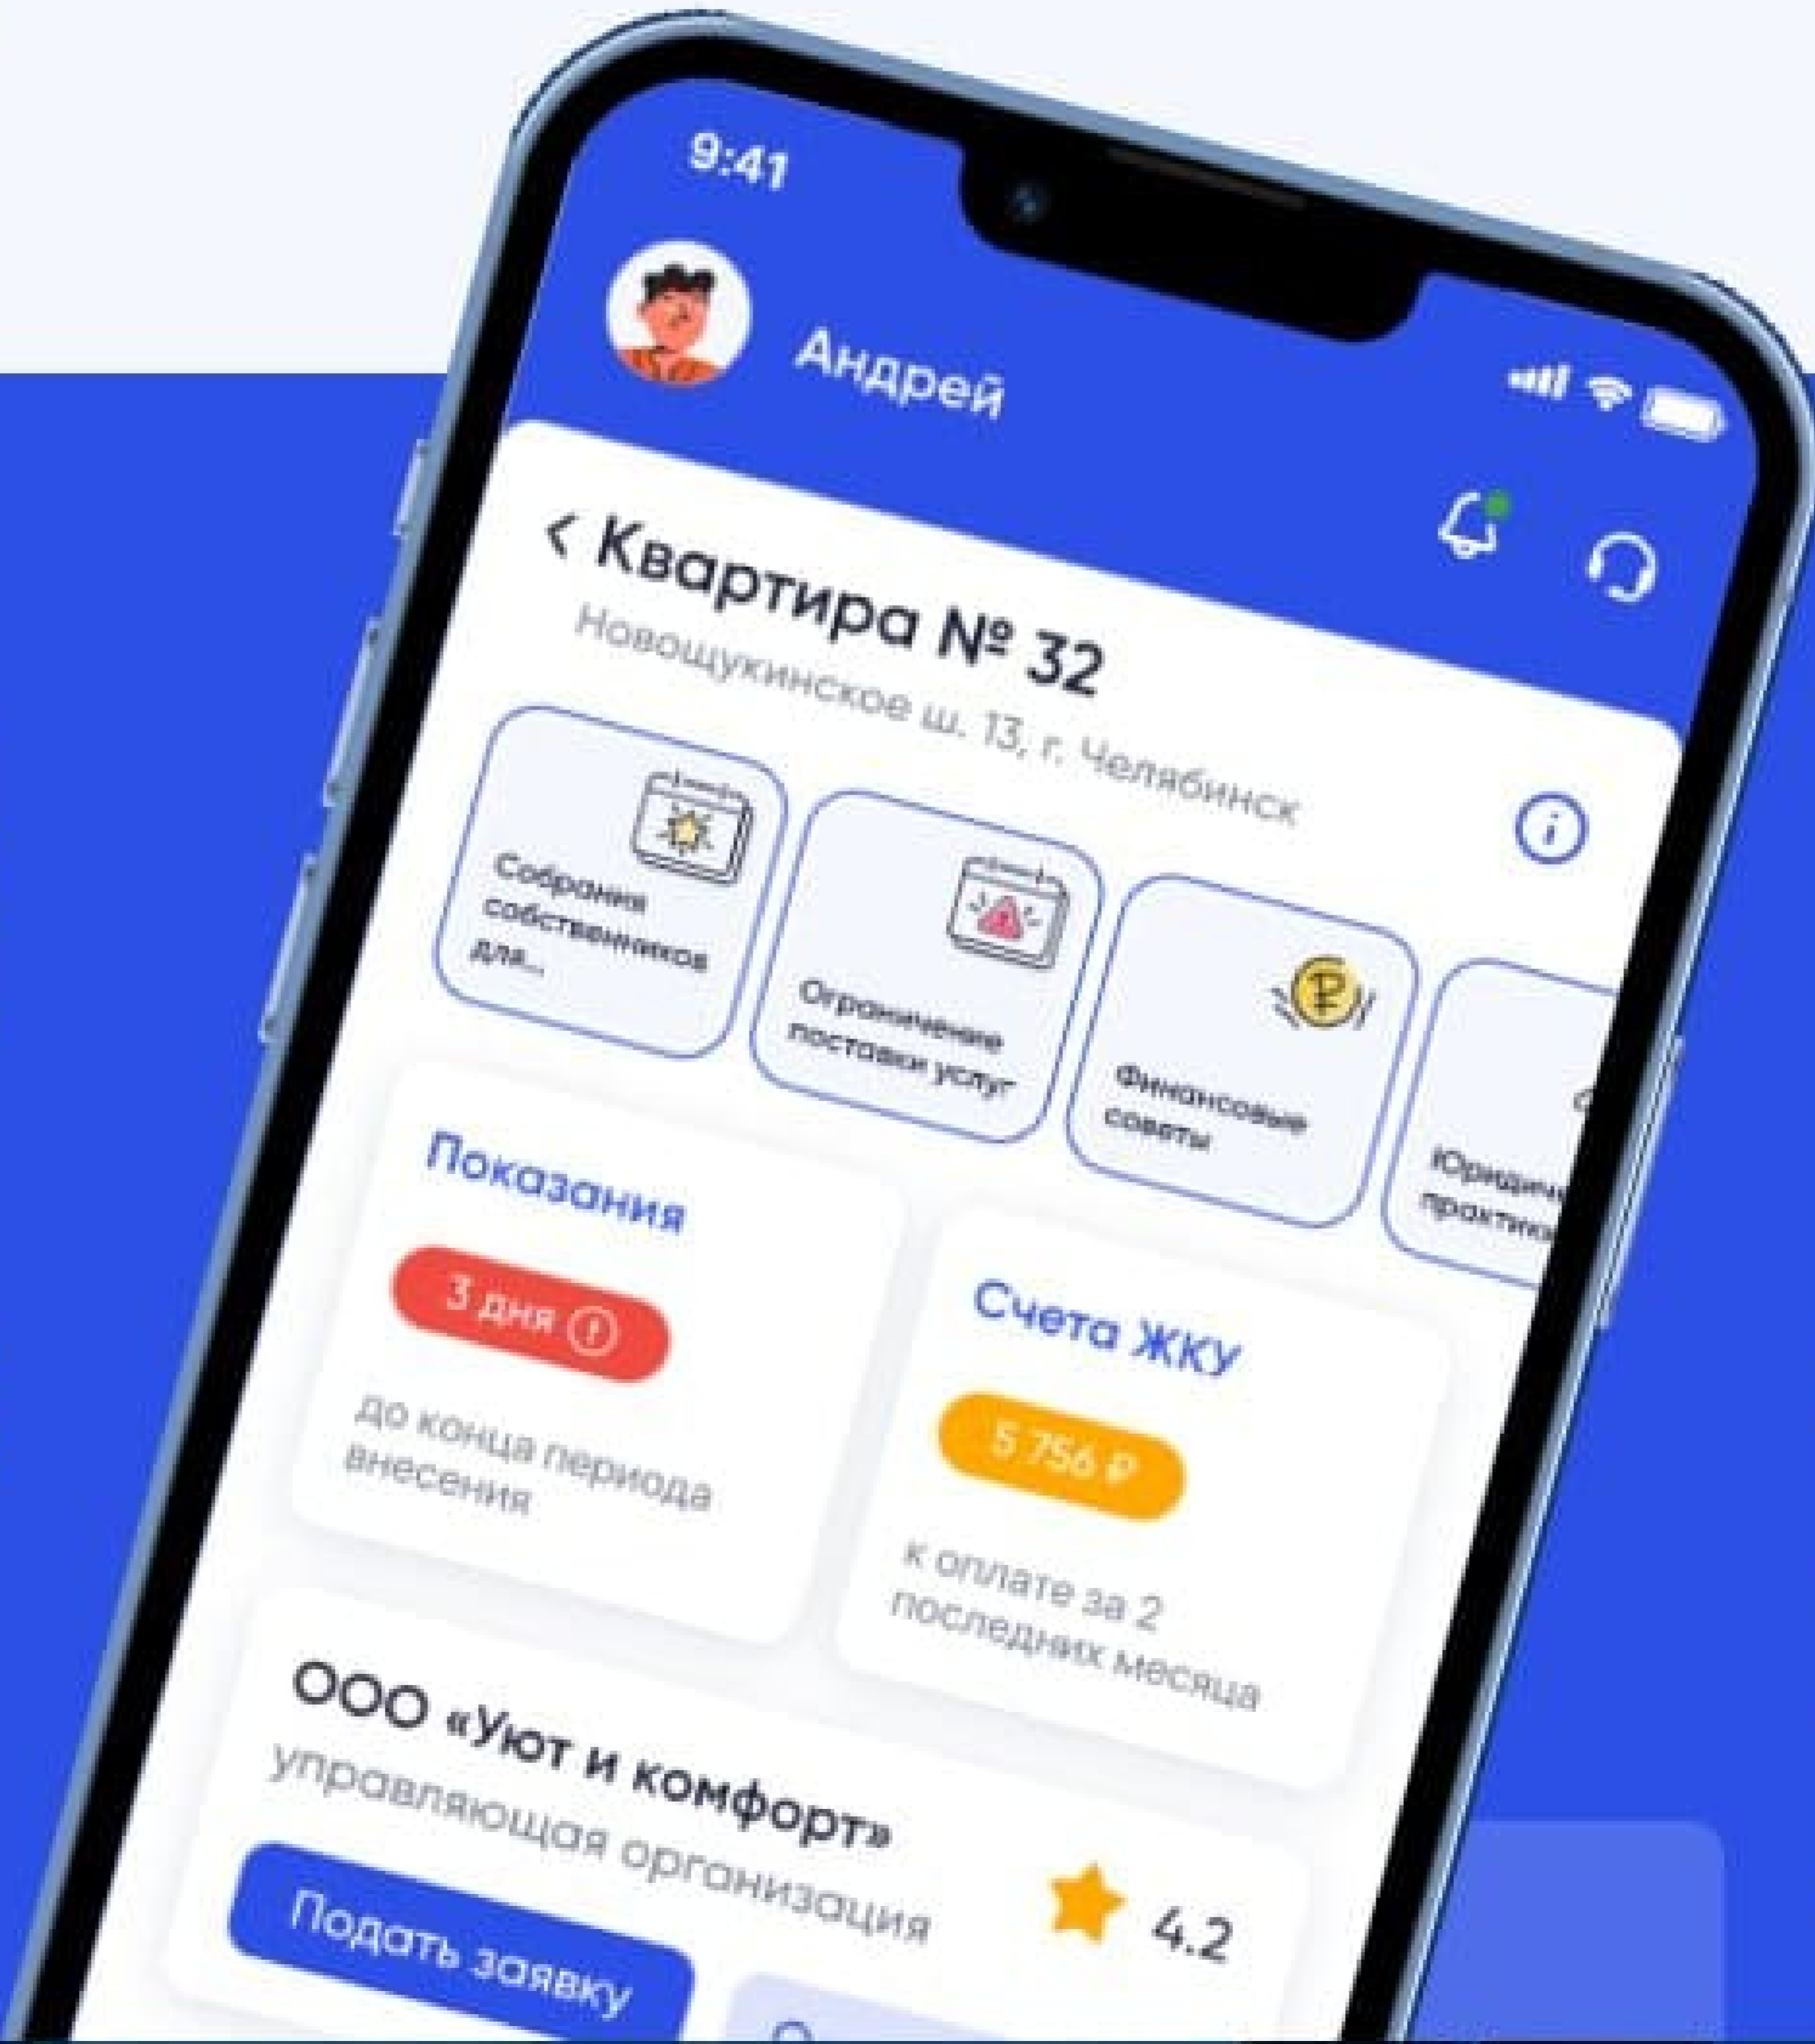 9:41
Андрей
Квартира № 32
Новощукинское ш. 13, г. Челябинск
Собрания
собственников
для...
Ограничение
поставки услуг
Финансовые
советы
практики
Показания
3 дня
до конца периода
внесения
Счета ЖКУ
5 756 ₽
к оплате за 2
последних месяца
ООО «Уют и комфорт»
управляющая организация
4.2
Подать заявку